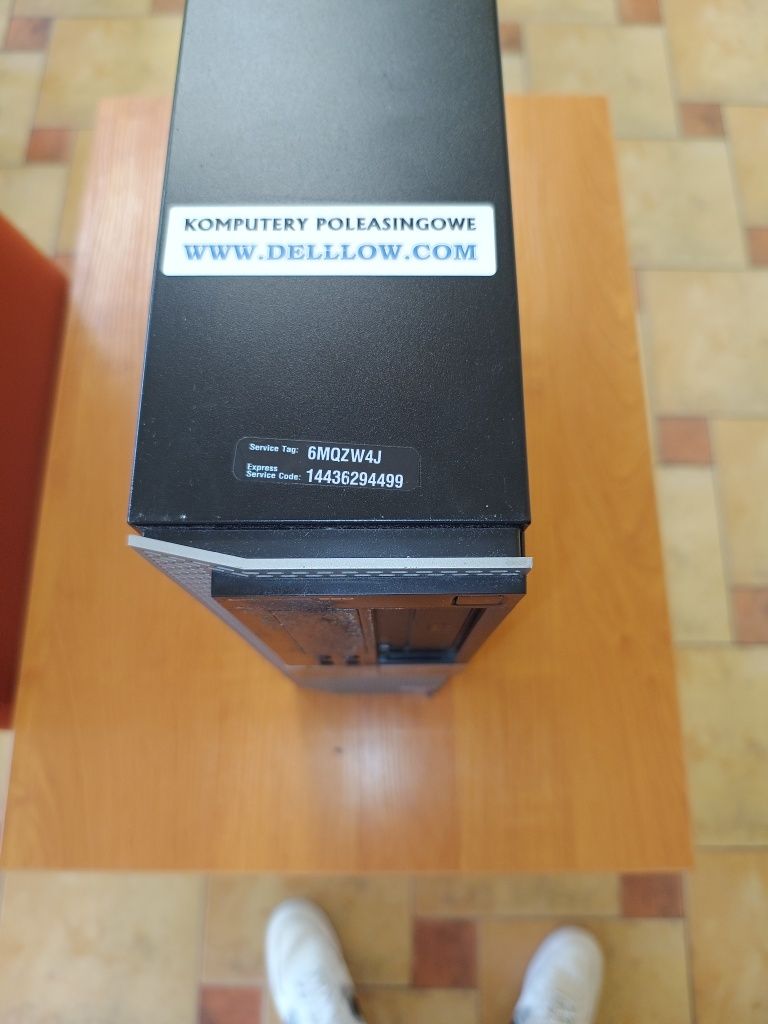 KOMPUTERY POLEASINGOWE
WWW.DELLLOW.COM
Service Tag: 6MQZW4J
Express
Service Code: 14436294499